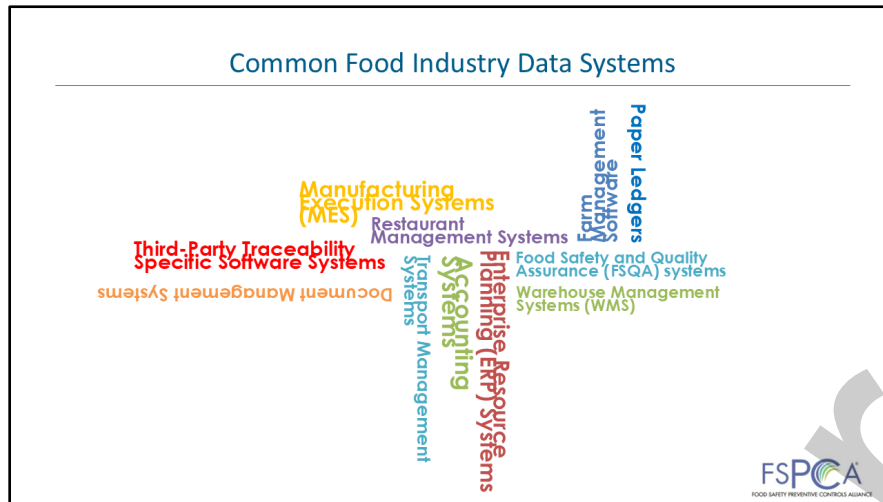 Common Food Industry Data Systems
Manufacturing
Execution Systems
(MES)
Restaurant
Management Systems
Farm
Management
Software
Paper Ledgers
Third-Party Traceability
Specific Software Systems
Document Management Systems
Transport Management
Systems
Accounting
Systems
Enterprise Resource
Planning (ERP) Systems
Food Safety and Quality
Assurance (FSQA) systems
Warehouse Management
Systems (WMS)
FSPCA
FOOD SAFETY PREVENTIVE CONTROLS ALLIANCE